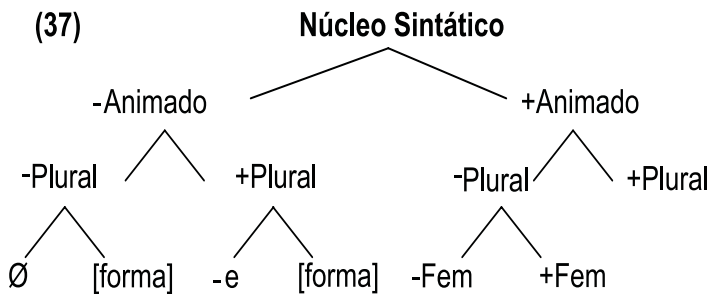 (37) Núcleo Sintático
-Animado +Animado
-Plural +Plural -Plural +Plural
Ø [forma] -e [forma] -Fem +Fem